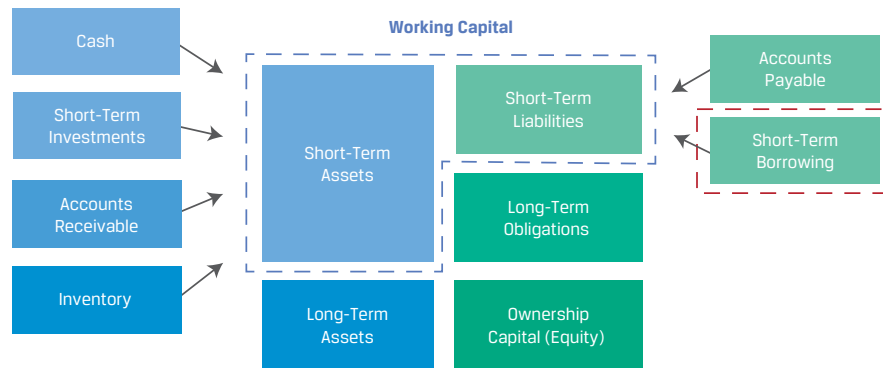 Working Capital
Cash
Short-Term
Investments
Accounts
Receivable
Inventory
Short-Term
Assets
Short-Term
Liabilities
Long-Term
Obligations
Long-Term
Assets
Ownership
Capital (Equity)
Accounts
Payable
Short-Term
Borrowing